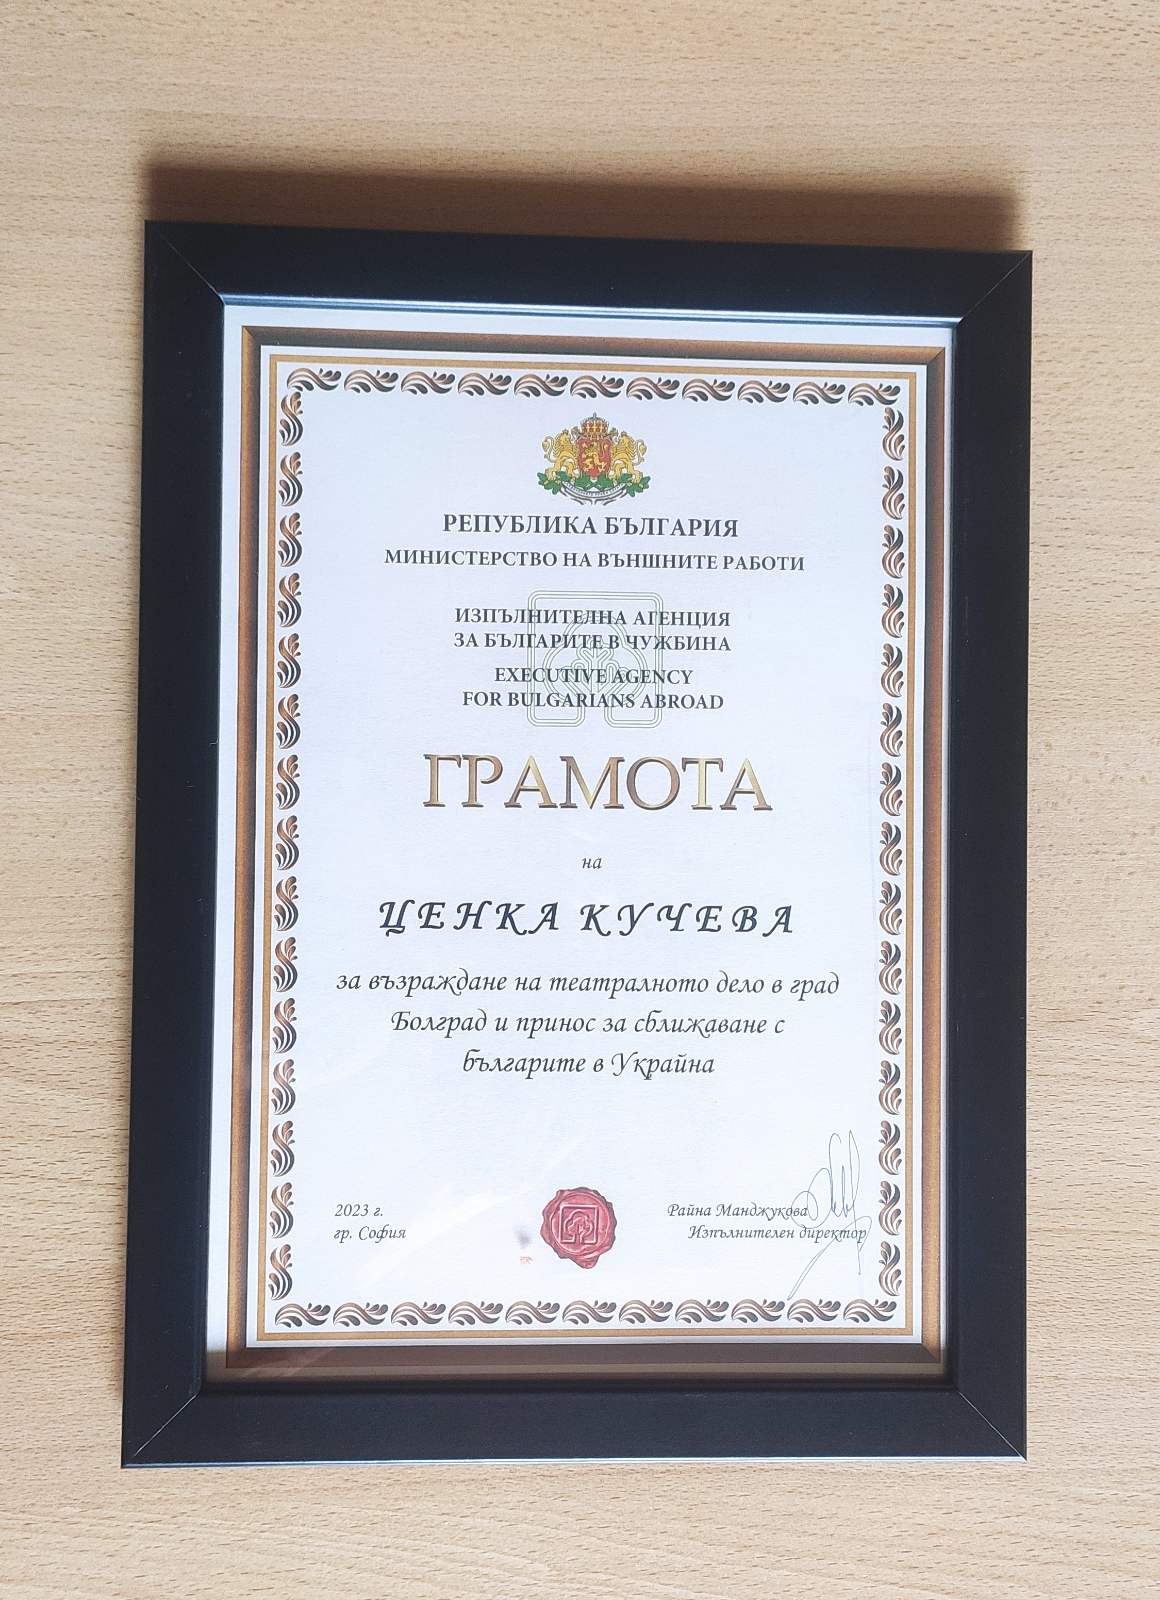 РЕПУБЛИКА БЪЛГАРИЯ
МИНИСТЕРСТВО НА ВЪНШНИТЕ РАБОТИ
ИЗПЪЛНИТЕЛНА АГЕНЦИЯ
ЗА БЪЛГАРИТЕ В ЧУЖБИНА
EXECUTIVE AGENCY
FOR BULGARIANS ABROAD
ГРАМОТА
на
ЦЕНКА КУЧЕВА
за възраждане на театралното дело в град
Болград и принос за сближаване с
българите в Украйна
2023 г.
гр. София
Райна Манджукова
Изпълнителен директор